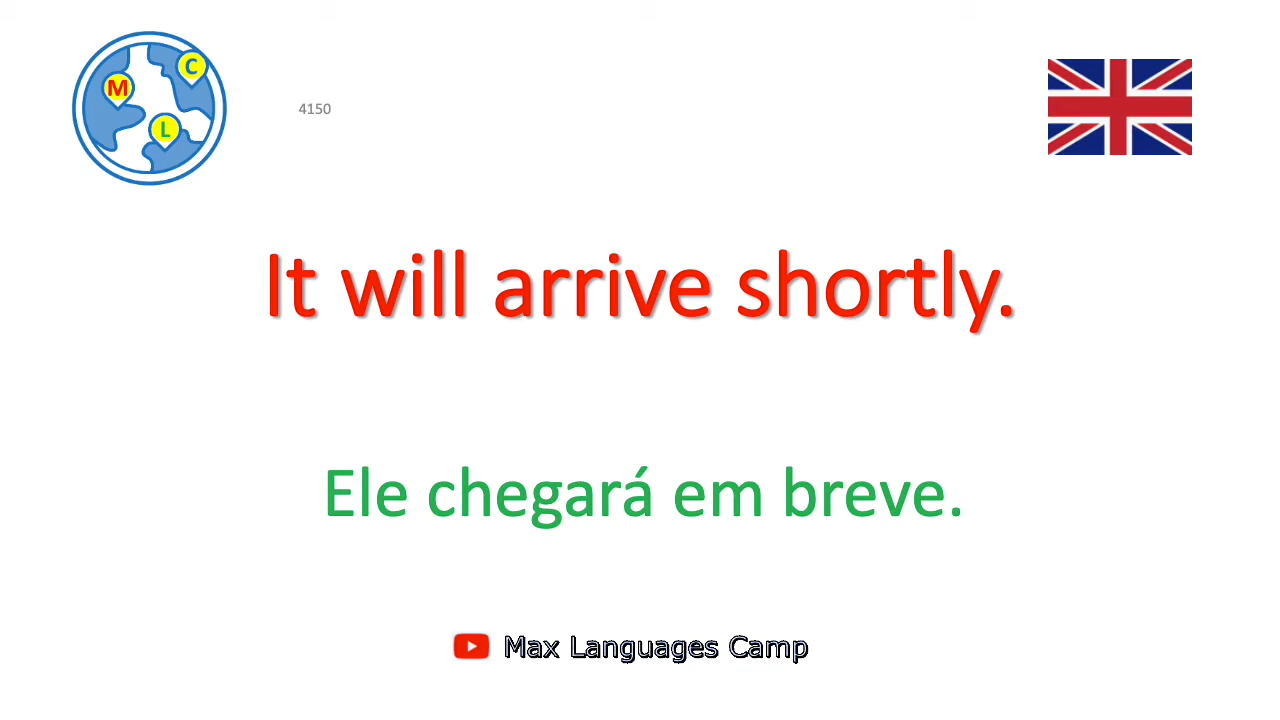 M
C
L
4150
It will arrive shortly.
Ele chegará em breve.
Max Languages Camp